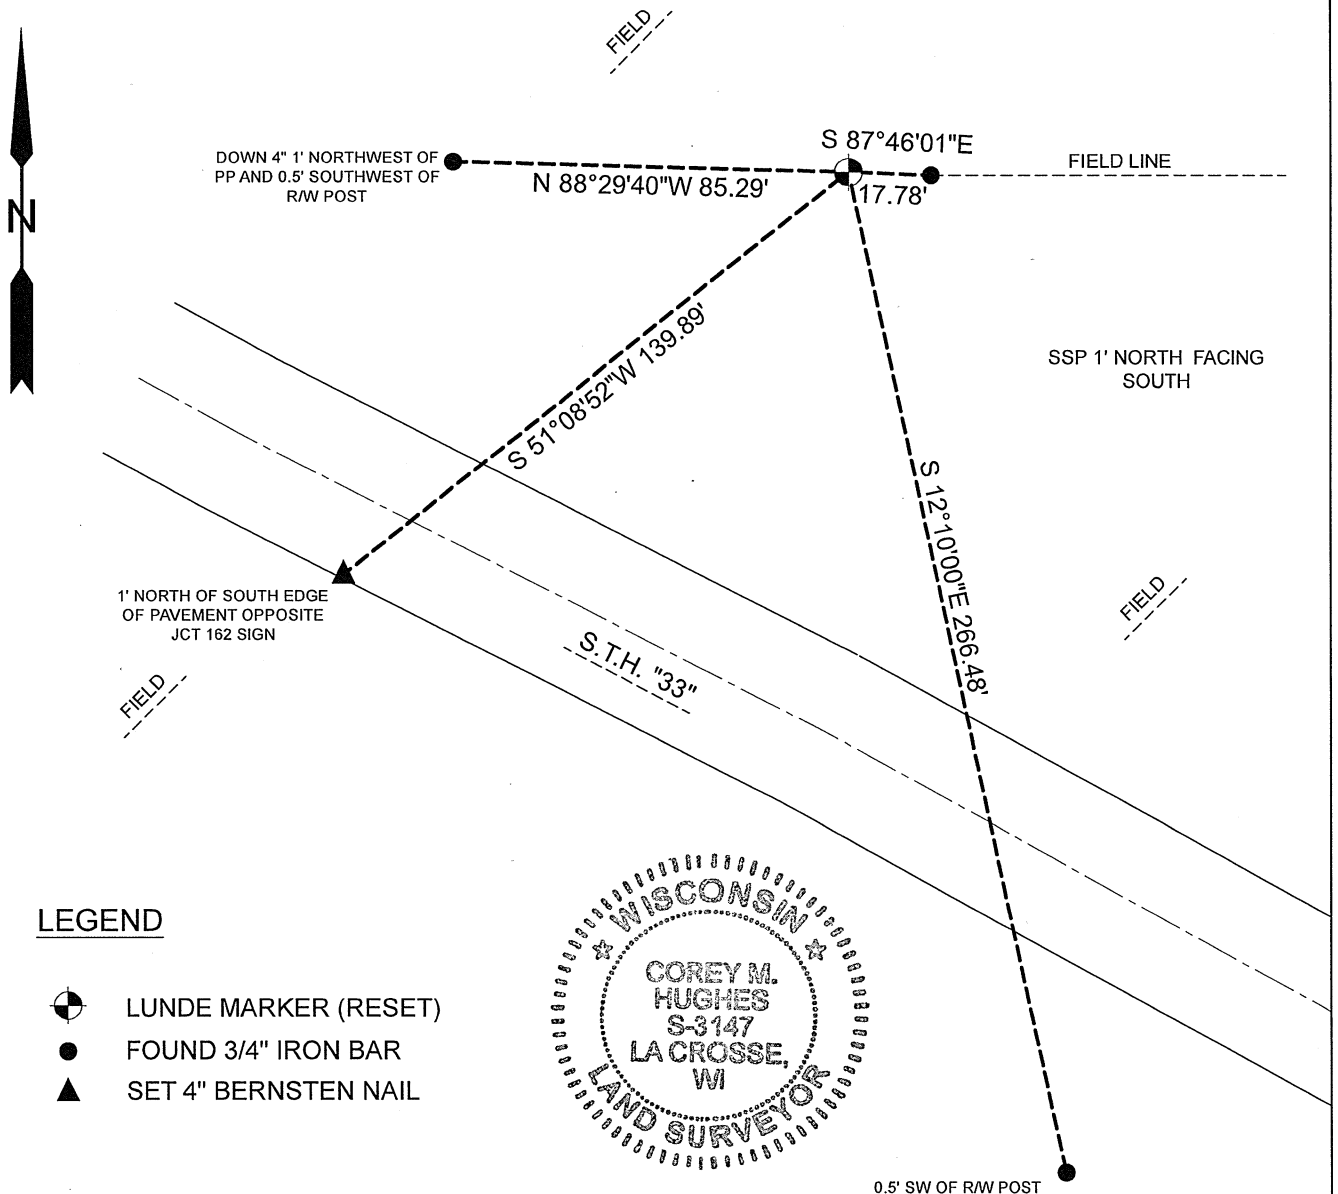 FIELD
S 87°46'01"E
DOWN 4" 1' NORTHWEST OF
PP AND 0.5' SOUTHWEST OF
R/W POST
FIELD LINE
N 88°29'40"W 85.29'
17.78'
N
S 51°08'52"W 139.89'
SSP 1' NORTH FACING
SOUTH
S 12°10'00"E 266.48'
1' NORTH OF SOUTH EDGE
OF PAVEMENT OPPOSITE
JCT 162 SIGN
FIELD
S.T.H. "33"
FIELD
LEGEND
LUNDE MARKER (RESET)
FOUND 3/4" IRON BAR
SET 4" BERNSTEN NAIL
WISCONSIN
COREY M.
HUGHES
S-3147
LA CROSSE,
WI
LAND SURVEYOR
0.5' SW OF R/W POST